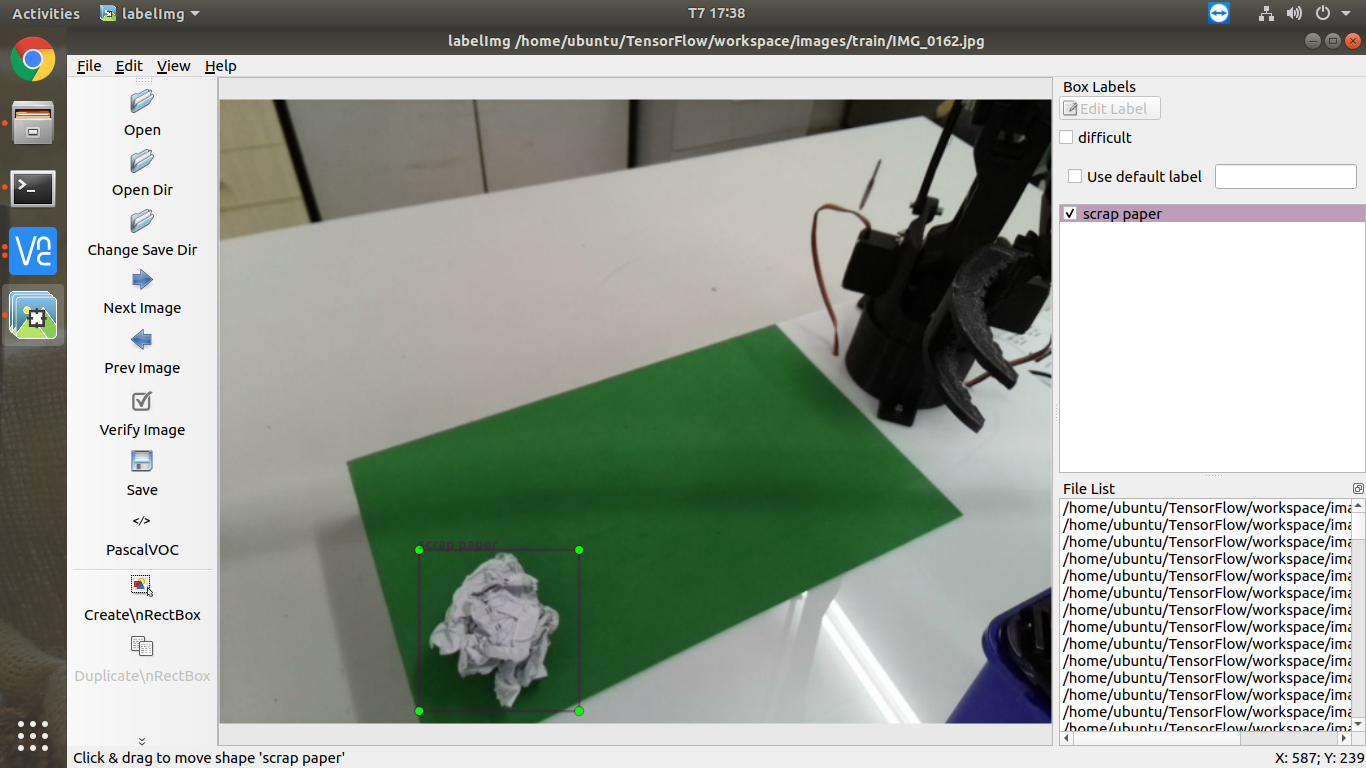 Activities
labelImg
T7 17:38
labelImg /home/ubuntu/TensorFlow/workspace/images/train/IMG_0162.jpg
File Edit View Help
Open
Open Dir
Change Save Dir
Next Image
Prev Image
Verify Image
Save
</>
PascalVOC
Create\nRectBox
Duplicate\nRectBox
scrap paper
Box Labels
Edit Label
difficult
Use default label
scrap paper
File List
/home/ubuntu/TensorFlow/workspace/ima
/home/ubuntu/TensorFlow/workspace/ima
/home/ubuntu/TensorFlow/workspace/ima
/home/ubuntu/TensorFlow/workspace/ima
/home/ubuntu/TensorFlow/workspace/ima
/home/ubuntu/TensorFlow/workspace/ima
/home/ubuntu/TensorFlow/workspace/ima
/home/ubuntu/TensorFlow/workspace/ima
/home/ubuntu/TensorFlow/workspace/ima
/home/ubuntu/TensorFlow/workspace/ima
/home/ubuntu/TensorFlow/workspace/ima
/home/ubuntu/TensorFlow/workspace/ima
/home/ubuntu/TensorFlow/workspace/ima
/home/ubuntu/TensorFlow/workspace/ima
Click & drag to move shape 'scrap paper'
X: 587; Y: 239